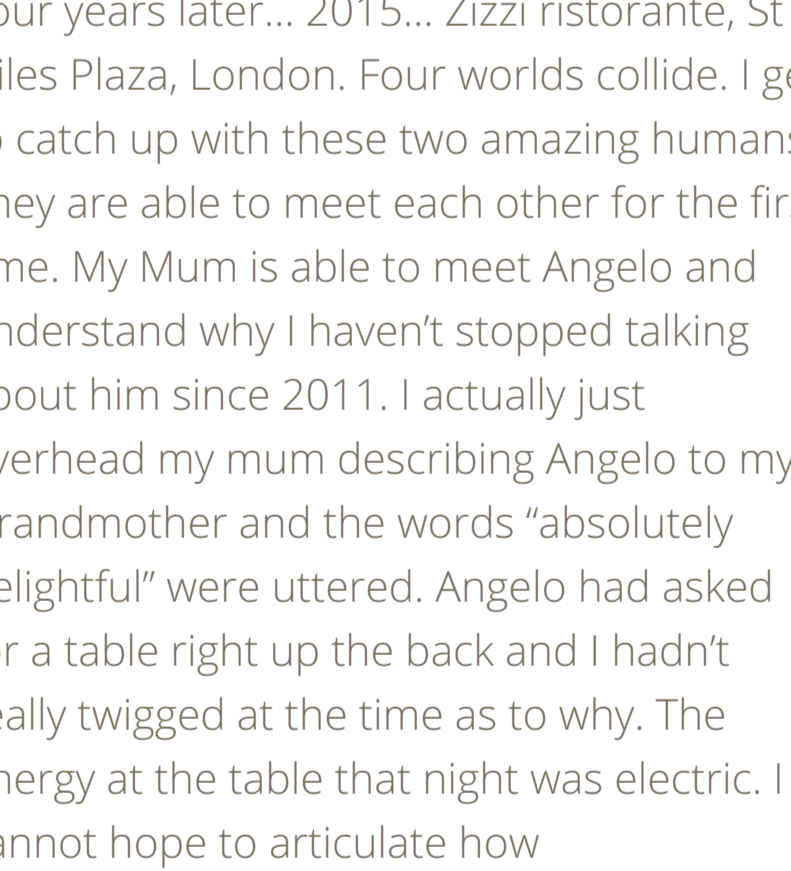 our years later... 2015... Zizzi ristorante, St
iles Plaza, London. Four worlds collide. I ge
o catch up with these two amazing humans
hey are able to meet each other for the firs
me. My Mum is able to meet Angelo and
nderstand why I haven’t stopped talking
bout him since 2011. I actually just
verhead my mum describing Angelo to my
randmother and the words “absolutely
elightful” were uttered. Angelo had asked
or a table right up the back and I hadn’t
eally twigged at the time as to why. The
nergy at the table that night was electric. I
annot hope to articulate how